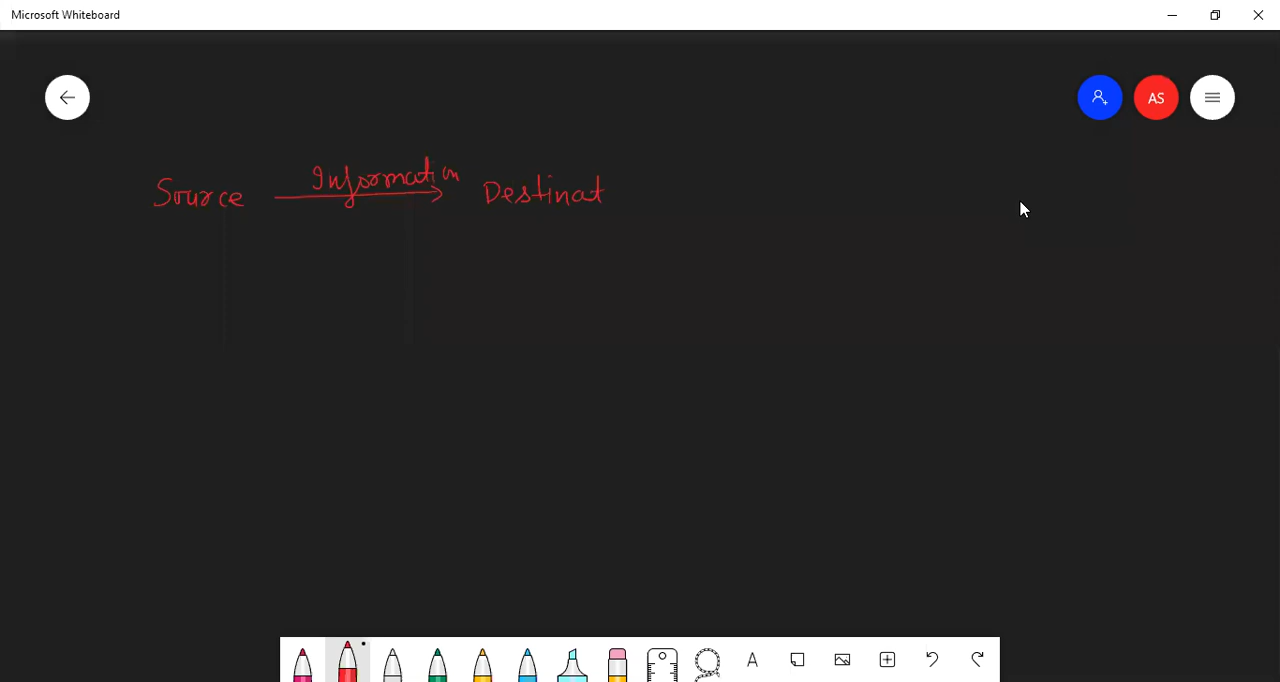 Microsoft Whiteboard
AS
Information
Source Destinat
A